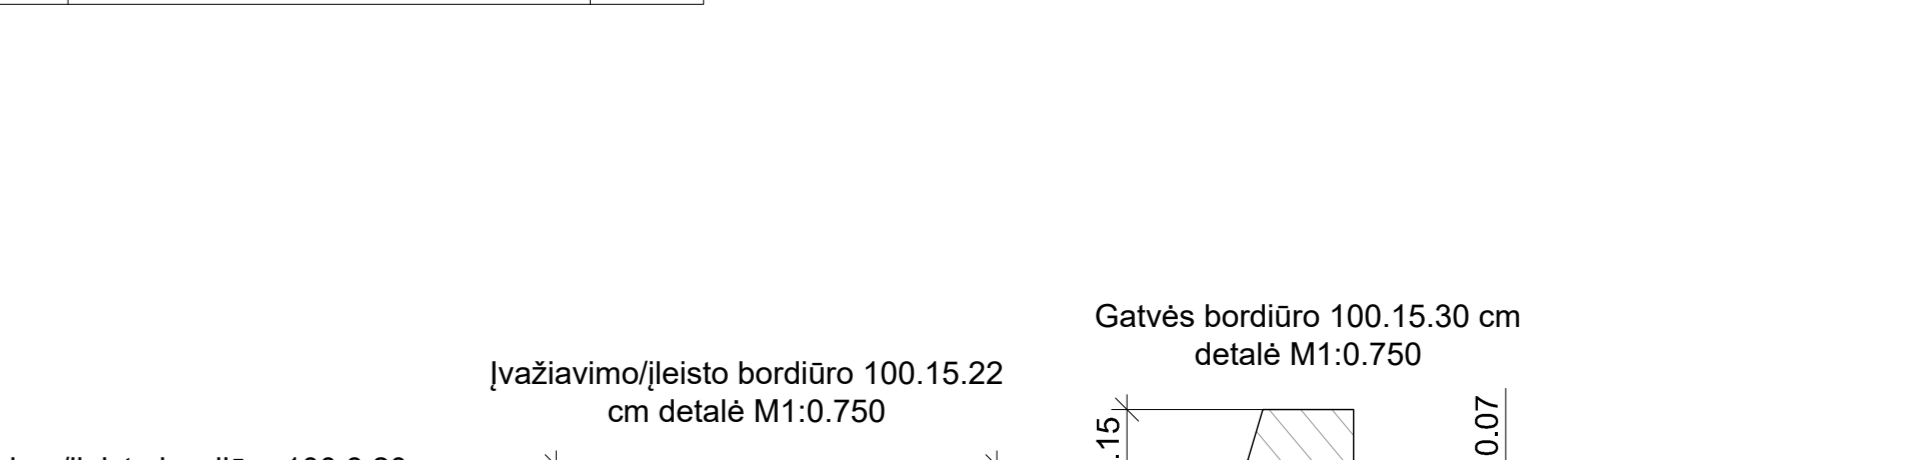 Gatvės bordiūro 100.15.30 cm
detalė M1:0.750
Įvažiavimo/įleisto bordiūro 100.15.22
cm detalė M1:0.750
.15
0.07